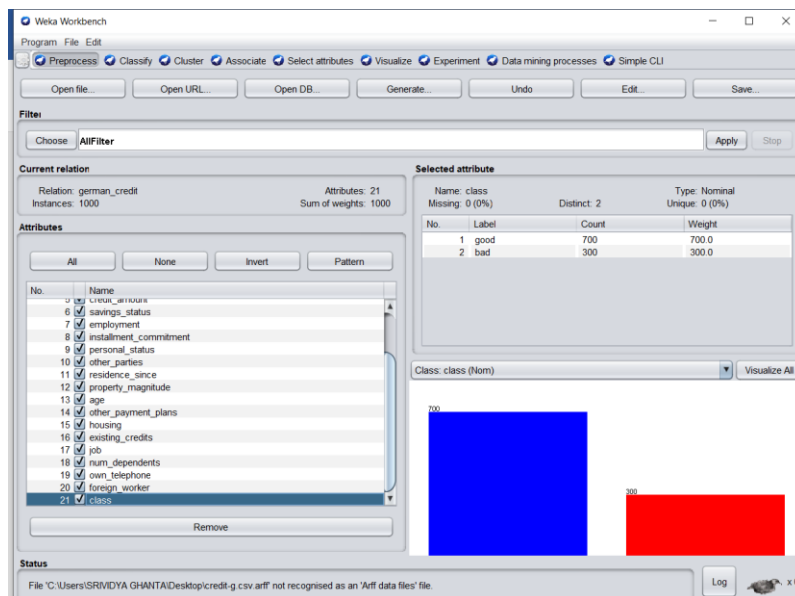 Weka Workbench
Program File Edit
Preprocess Classify Cluster Associate Select attributes Visualize Experiment Data mining processes Simple CLI
Open file... Open URL... Open DB... Generate... Undo Edit... Save...
Filter
Choose AllFilter Apply Stop
Current relation
Relation: german_credit Attributes: 21
Instances: 1000 Sum of weights: 1000
Attributes
All None Invert Pattern
No. Name
5 credit_amount
6 savings_status
7 employment
8 installment_commitment
9 personal_status
10 other_parties
11 residence_since
12 property_magnitude
13 age
14 other_payment_plans
15 housing
16 existing_credits
17 job
18 num_dependents
19 own_telephone
20 foreign_worker
21 class
Remove
Selected attribute
Name: class Type: Nominal
Missing: 0 (0%) Distinct: 2 Unique: 0 (0%)
No. Label Count Weight
1 good 700 700.0
2 bad 300 300.0
Class: class (Nom) Visualize All
700
300
Status
File 'C:\Users\SRIVIDYA GHANTA\Desktop\credit-g.csv.arff' not recognised as an 'Arff data files' file.
Log